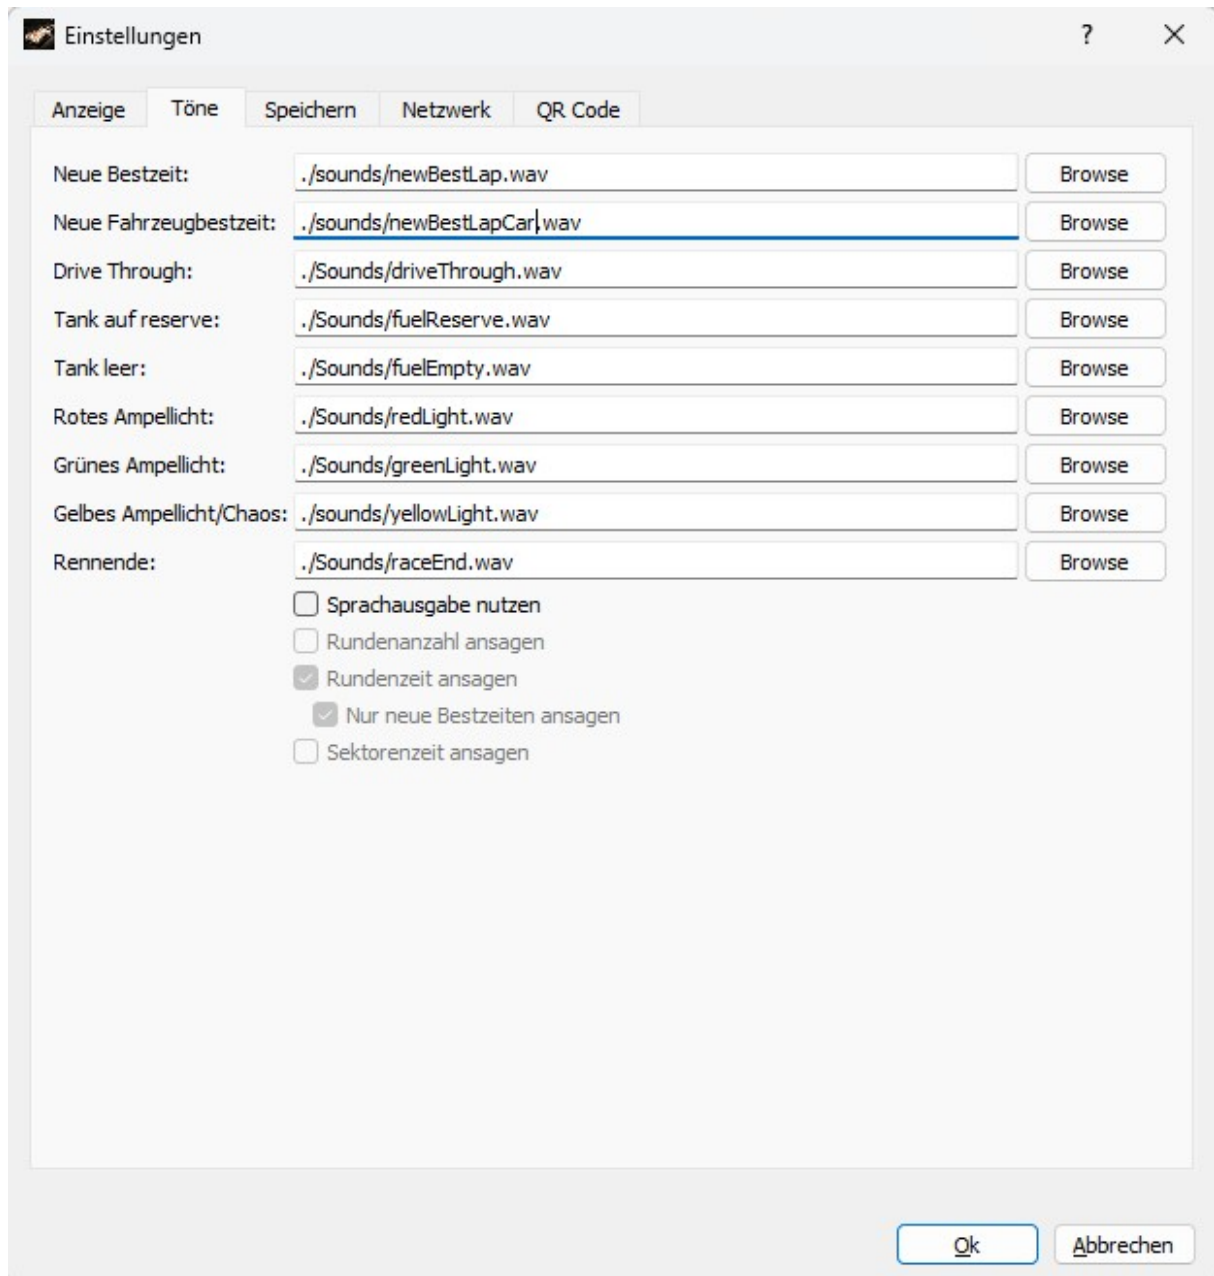 Einstellungen ?
Anzeige Töne Speichern Netzwerk QR Code
Neue Bestzeit: ./sounds/newBestLap.wav Browse
Neue Fahrzeugbestzeit: ./sounds/newBestLapCar.wav Browse
Drive Through: ./Sounds/driveThrough.wav Browse
Tank auf reserve: ./Sounds/fuelReserve.wav Browse
Tank leer: ./Sounds/fuelEmpty.wav Browse
Rotes Ampellicht: ./Sounds/redLight.wav Browse
Grünes Ampellicht: ./Sounds/greenLight.wav Browse
Gelbes Ampellicht/Chaos: ./sounds/yellowLight.wav Browse
Rennende: ./Sounds/raceEnd.wav Browse
Sprachausgabe nutzen
Rundenanzahl ansagen
Rundenzeit ansagen
Nur neue Bestzeiten ansagen
Sektorenzeit ansagen
Ok Abbrechen